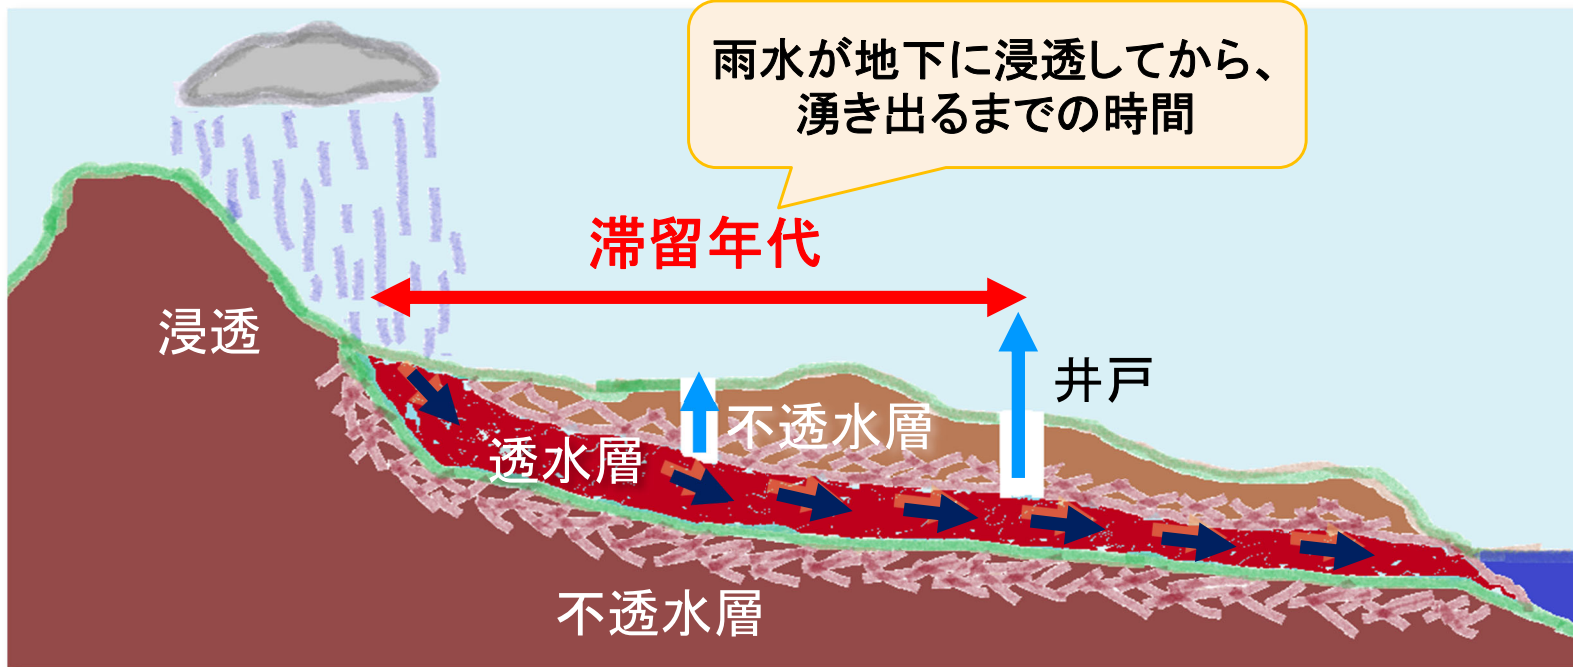 雨水が地下に浸透してから、
湧き出るまでの時間
滞留年代
浸透
井戸
不透水層
透水層
不透水層